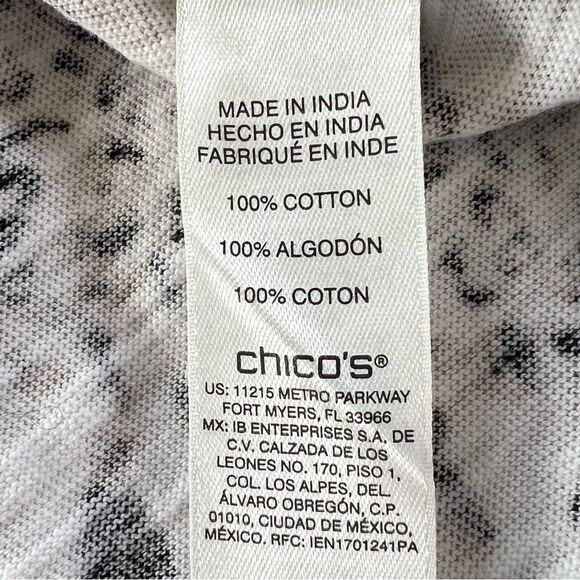 MADE IN INDIA
HECHO EN INDIA
FABRIQUÉ EN INDE
100% COTTON
100% ALGODÓN
100% COTON
chico's®
US: 11215 METRO PARKWAY
FORT MYERS, FL 33966
MX: IB ENTERPRISES S.A. DE
C.V. CALZADA DE LOS
LEONES NO. 170, PISO 1,
COL. LOS ALPES, DEL.
ÁLVARO OBREGÓN, C.P.
01010, CIUDAD DE MÉXICO,
MÉXICO. RFC: IEN1701241PA